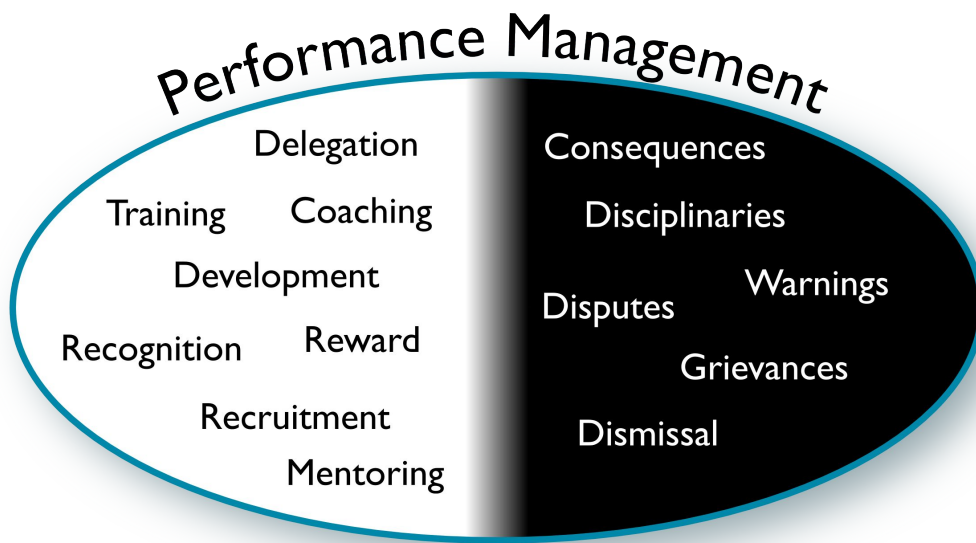 Performance Management
Delegation
Training
Coaching
Development
Recognition
Reward
Recruitment
Mentoring
Consequences
Disciplinaries
Warnings
Disputes
Grievances
Dismissal